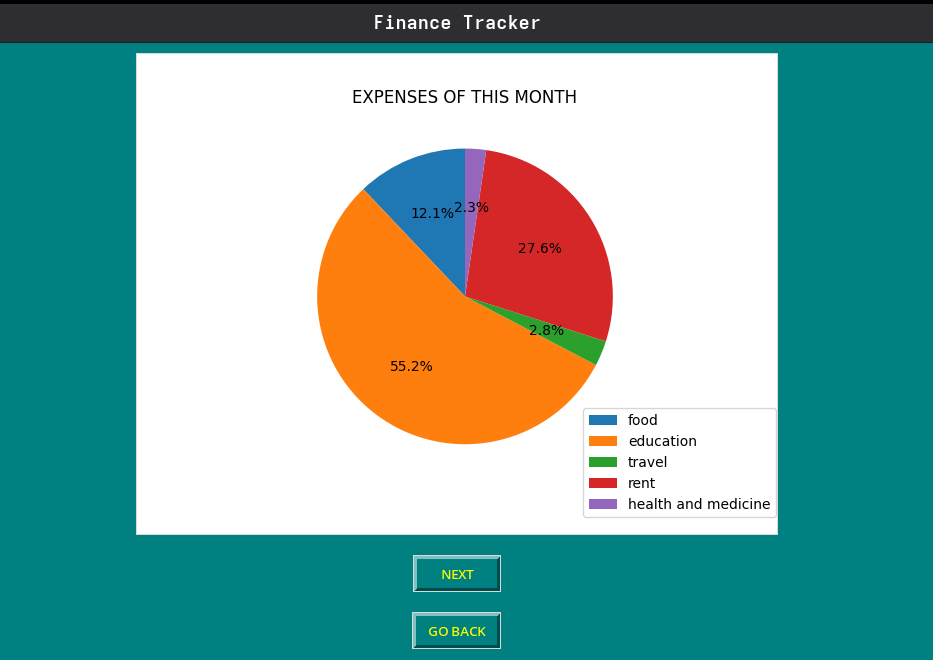 Finance Tracker
EXPENSES OF THIS MONTH
12.1%
2.3%
27.6%
2.8%
55.2%
food
education
travel
rent
health and medicine
NEXT
GO BACK